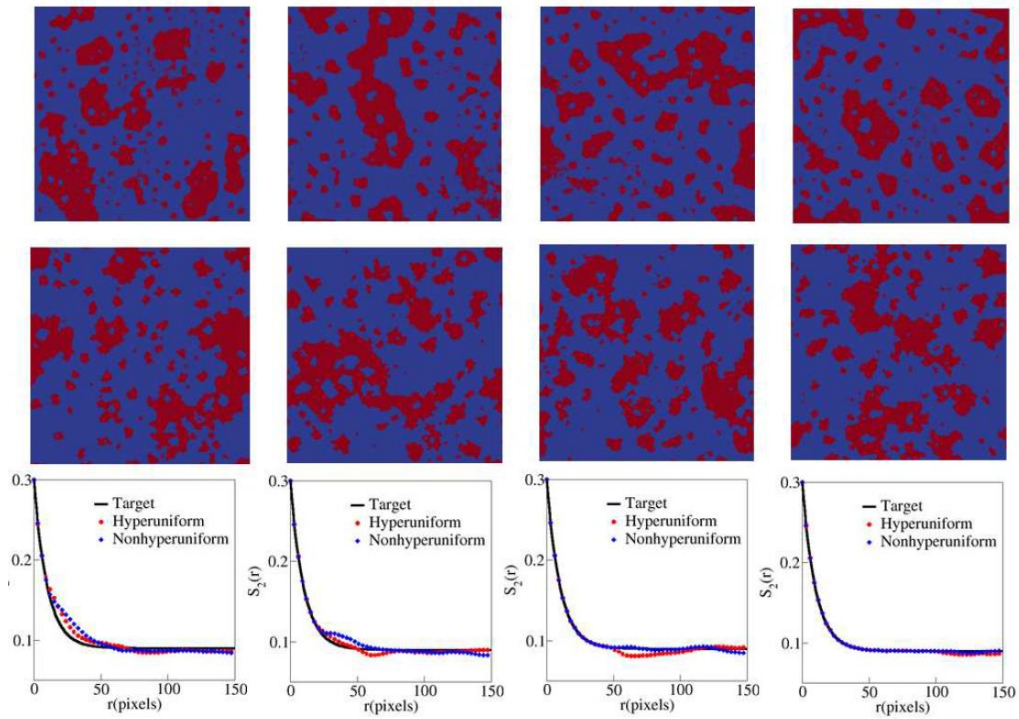 0.3
Target
Hyperuniform
Nonhyperuniform
0.2
0.1
0 50 100 150
r(pixels)
0.3
Target
Hyperuniform
Nonhyperuniform
0.2
S₂(r)
0.1
0 50 100 150
r(pixels)
0.3
Target
Hyperuniform
Nonhyperuniform
0.2
S₂(r)
0.1
0 50 100 150
r(pixels)
0.3
Target
Hyperuniform
Nonhyperuniform
0.2
S₂(r)
0.1
0 50 100 150
r(pixels)